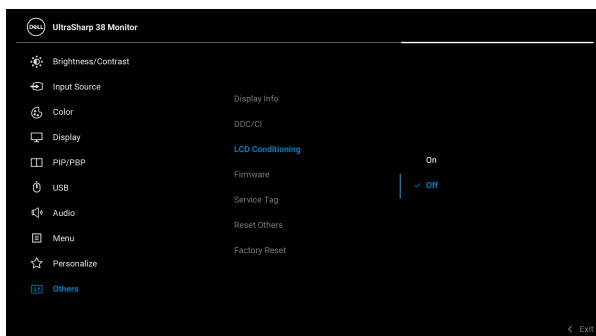 DELL UltraSharp 38 Monitor
Brightness/Contrast
Input Source
Color
Display
PIP/PBP
USB
Audio
Menu
Personalize
Others
Display Info
DDC/CI
LCD Conditioning
Firmware
Service Tag
Reset Others
Factory Reset
On
Off
Exit